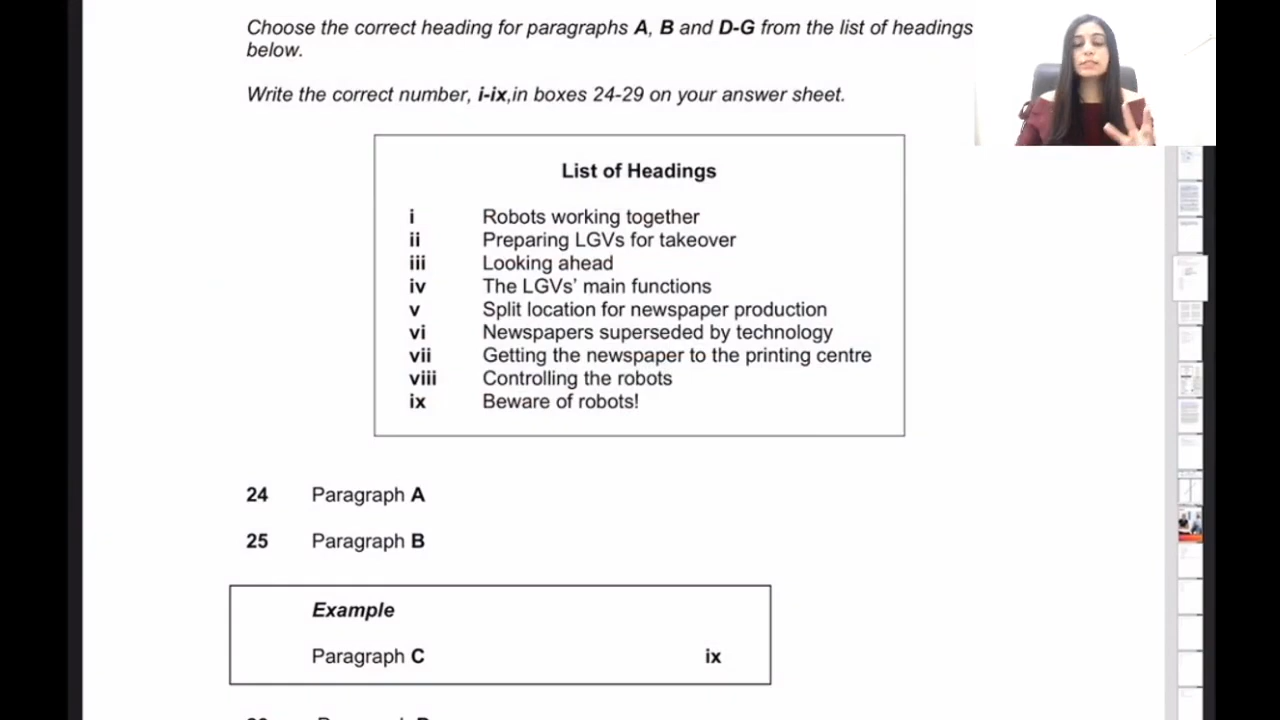 Choose the correct heading for paragraphs A, B and D-G from the list of headings
below.
Write the correct number, i-ix,in boxes 24-29 on your answer sheet.
List of Headings
i Robots working together
ii Preparing LGVs for takeover
iii Looking ahead
iv The LGVs' main functions
v Split location for newspaper production
vi Newspapers superseded by technology
vii Getting the newspaper to the printing centre
viii Controlling the robots
ix Beware of robots!
24 Paragraph A
25 Paragraph B
Example
Paragraph C ix